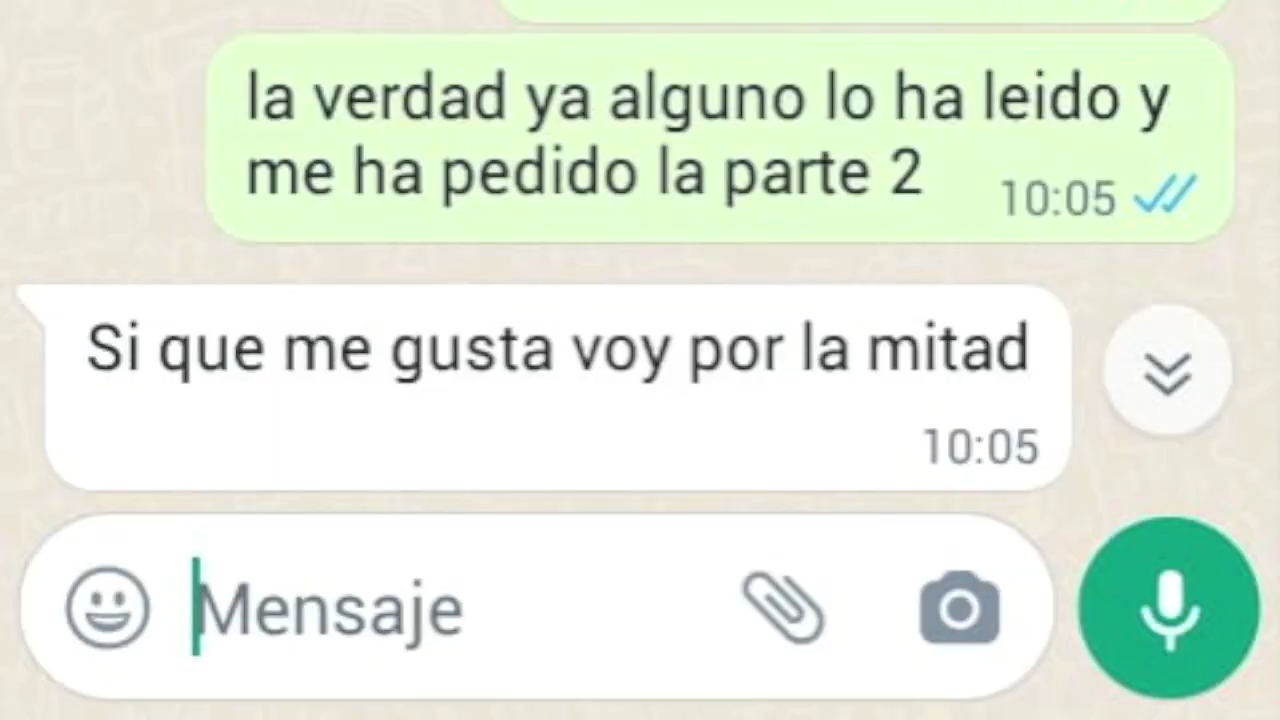 la verdad ya alguno lo ha leido y
me ha pedido la parte 2
10:05
Si que me gusta voy por la mitad
10:05
Mensaje